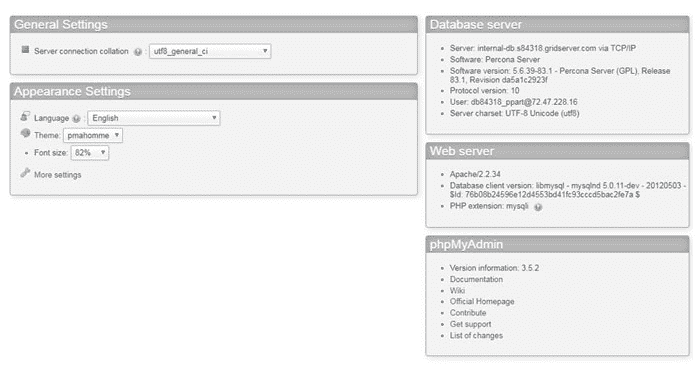 General Settings
Server connection collation : utf8_general_ci
Appearance Settings
Language : English
Theme: pmahomme
Font size: 82%
More settings
Database server
Server: internal-db.s84318.gridserver.com via TCP/IP
Software: Percona Server
Software version: 5.6.39-83.1 - Percona Server (GPL), Release
83.1, Revision da5a1c2923f
Protocol version: 10
User: db84318_ppart@72.47.228.16
Server charset: UTF-8 Unicode (utf8)
Web server
Apache/2.2.34
Database client version: libmysql - mysqlnd 5.0.11-dev - 20120503 -
$Id: 76b08b24596e12d4553bd41fc93cccd5bac2fe7a $
PHP extension: mysqli
phpMyAdmin
Version information: 3.5.2
Documentation
Wiki
Official Homepage
Contribute
Get support
List of changes